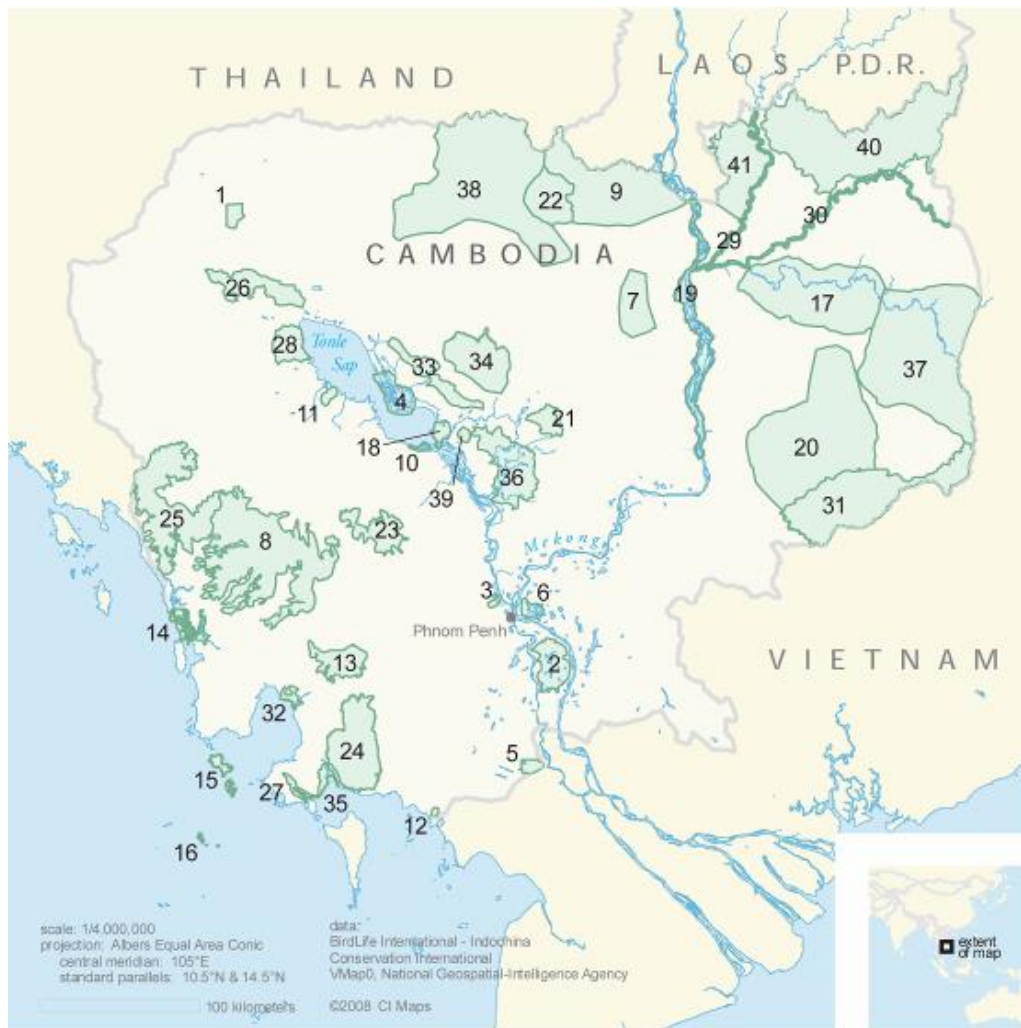 THAILAND
LAOS P.D.R.
40
41
38
22
9
1
30
29
CAMBODIA
26
7
19
17
28
Tonle
Sap
33
34
37
11
4
21
18
10
20
39
36
31
25
8
23
Mekong
3
6
14
Phnom Penh
2
13
VIETNAM
32
24
5
15
27
35
12
16
scale: 1/4,000,000
projection: Albers Equal Area Conic
central meridian: 105°E
standard parallels: 10.5°N & 14.5°N
100 kilometers
data:
BirdLife International - Indochina
Conservation International
VMap0, National Geospatial-Intelligence Agency
©2008 CI Maps
extent
of map